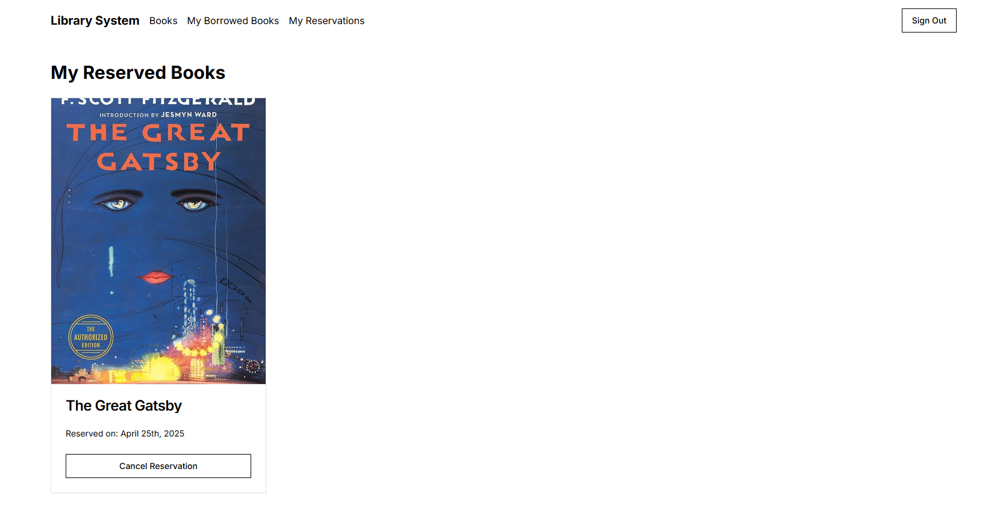 Library System Books My Borrowed Books My Reservations Sign Out
My Reserved Books
F. SCOTT FITZGERALD
INTRODUCTION BY JESMYN WARD
THE GREAT
GATSBY
THE
AUTHORIZED
EDITION
The Great Gatsby
Reserved on: April 25th, 2025
Cancel Reservation